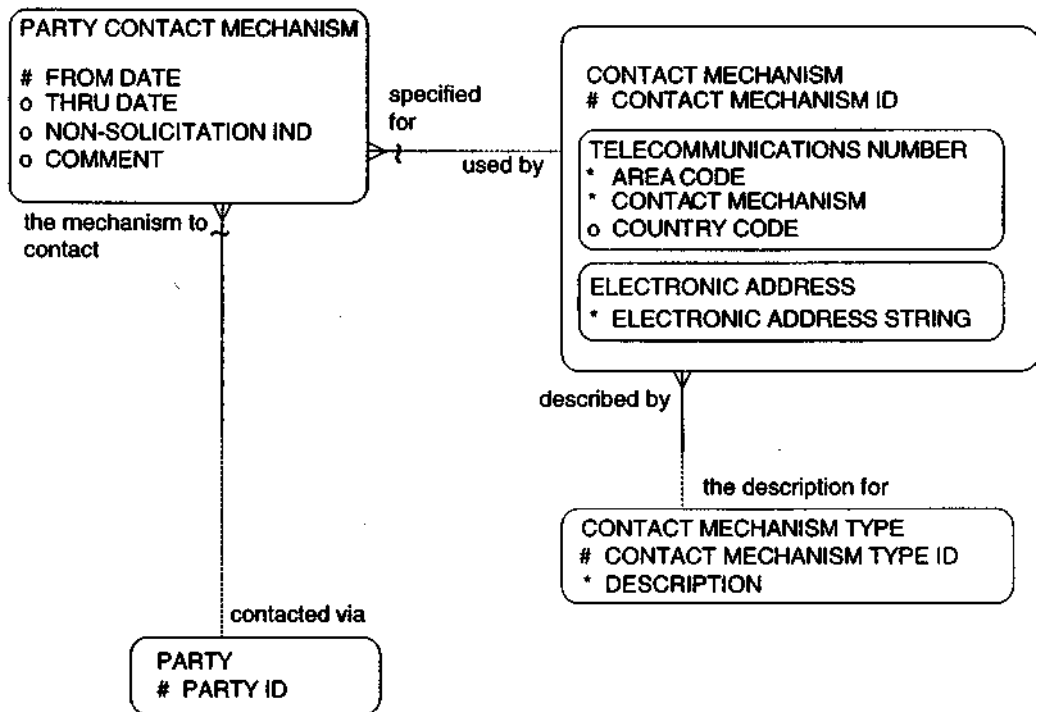 PARTY CONTACT MECHANISM
# FROM DATE
o THRU DATE
o NON-SOLICITATION IND
o COMMENT
specified
for
used by
CONTACT MECHANISM
# CONTACT MECHANISM ID
TELECOMMUNICATIONS NUMBER
* AREA CODE
* CONTACT MECHANISM
o COUNTRY CODE
ELECTRONIC ADDRESS
* ELECTRONIC ADDRESS STRING
the mechanism to
contact
described by
the description for
CONTACT MECHANISM TYPE
# CONTACT MECHANISM TYPE ID
* DESCRIPTION
contacted via
PARTY
# PARTY ID